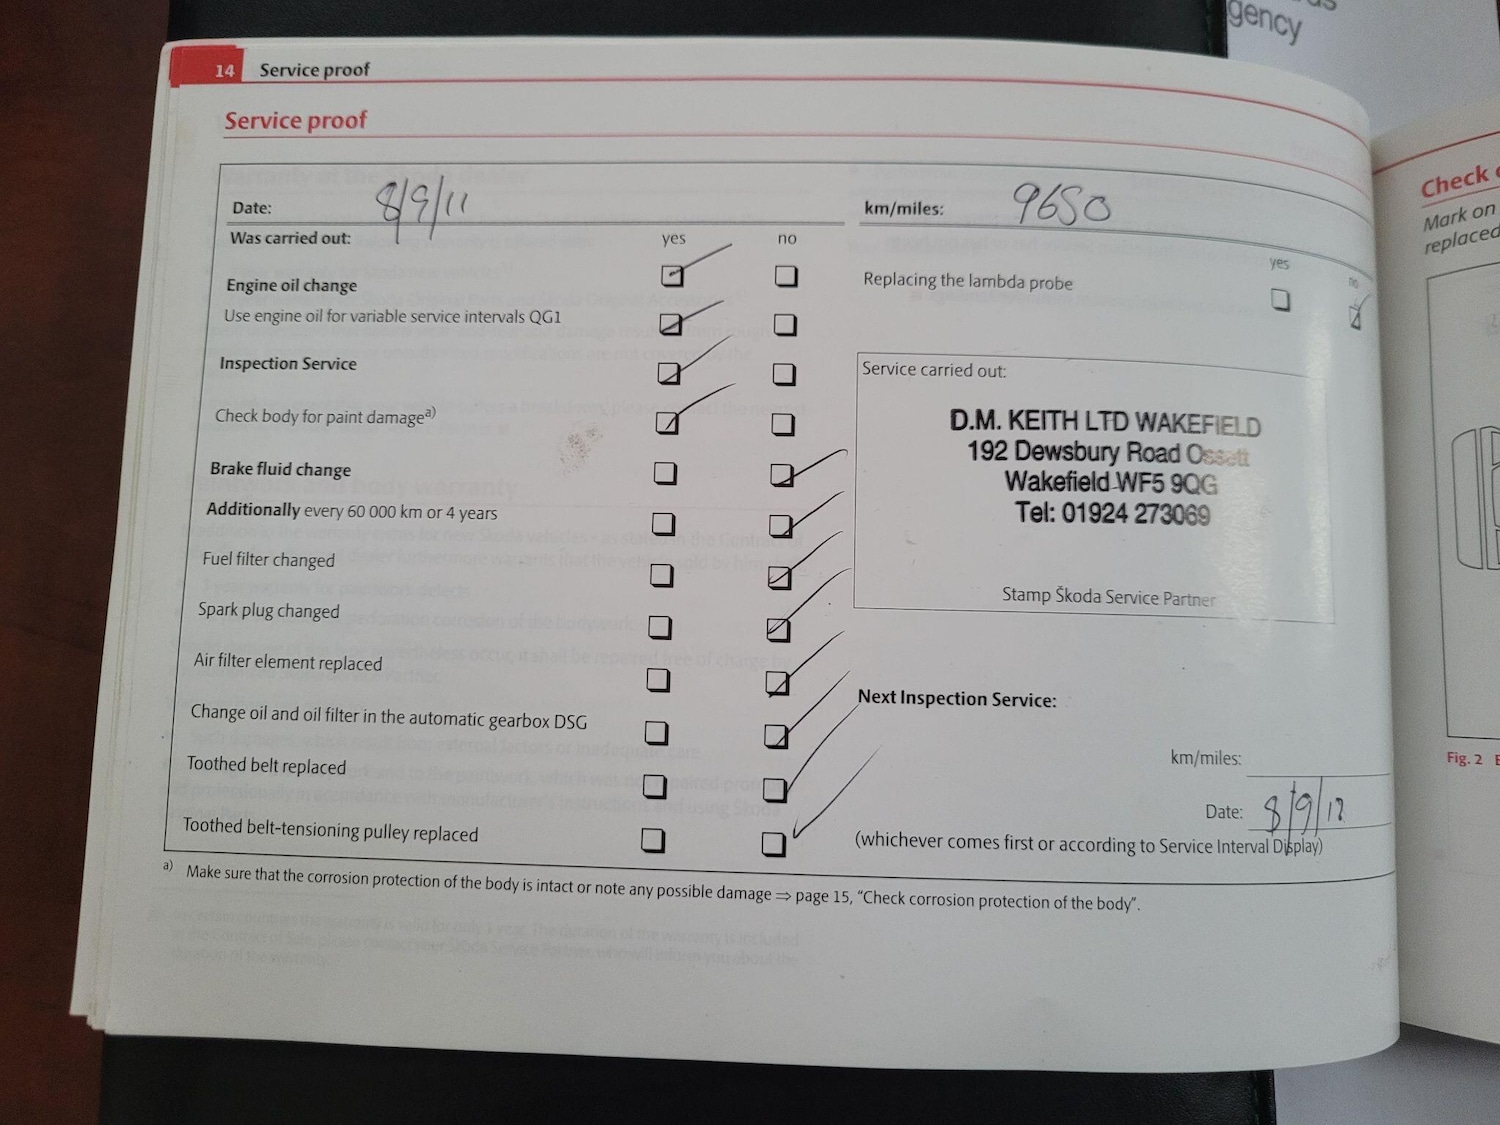 gency
14 Service proof
Service proof
Date: 8/9/11
km/miles: 9650
Was carried out: yes no
Engine oil change
Use engine oil for variable service intervals QG1
Inspection Service
Check body for paint damage a)
Brake fluid change
Additionally every 60 000 km or 4 years
Fuel filter changed
Spark plug changed
Air filter element replaced
Change oil and oil filter in the automatic gearbox DSG
Toothed belt replaced
Toothed belt-tensioning pulley replaced
yes no
Replacing the lambda probe
Service carried out:
D.M. KEITH LTD WAKEFIELD
192 Dewsbury Road Ossett
Wakefield WF5 9QG
Tel: 01924 273069
Stamp Škoda Service Partner
Next Inspection Service:
km/miles:
Date: 8/9/12
(whichever comes first or according to Service Interval Display)
a) Make sure that the corrosion protection of the body is intact or note any possible damage ⇒ page 15, “Check corrosion protection of the body”.
Check
Mark on
replaced
Fig. 2